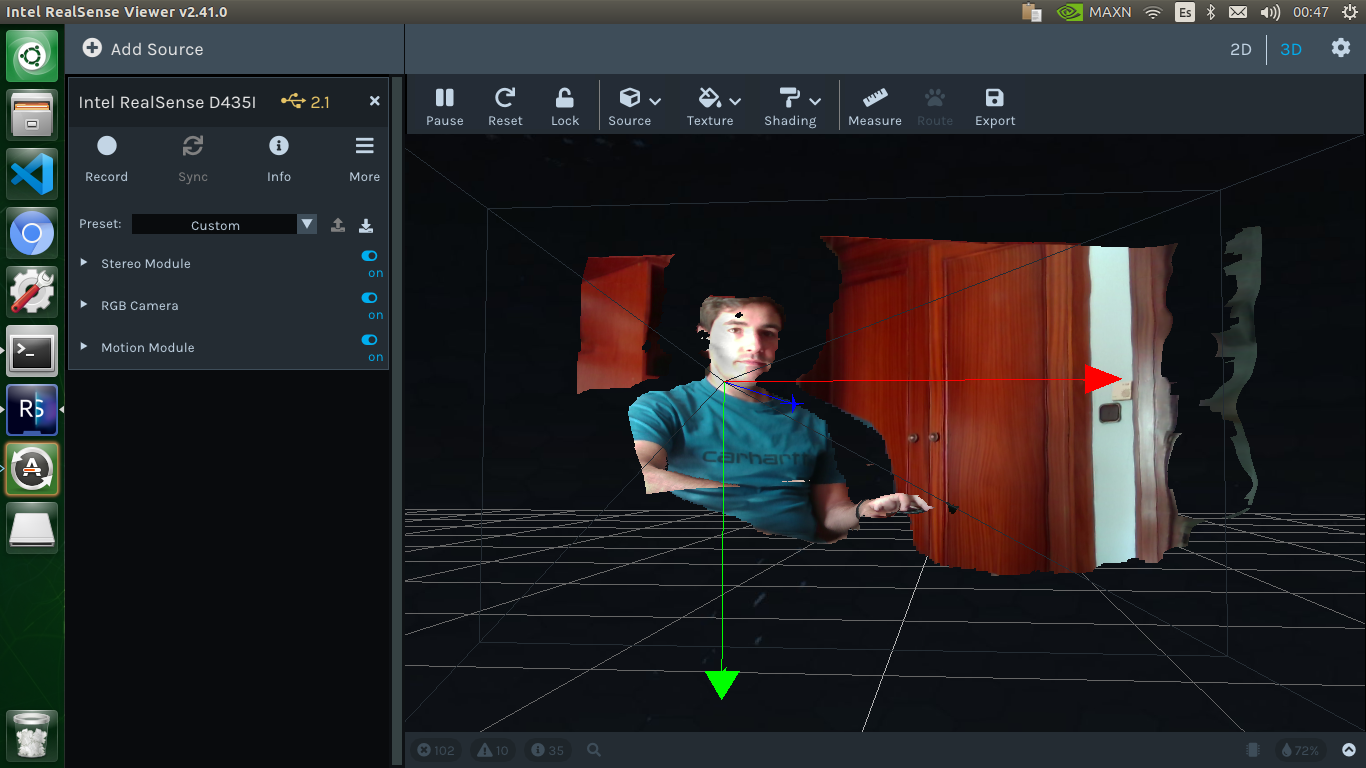 Intel RealSense Viewer v2.41.0
MAXN
Es
00:47
Add Source
2D
3D
Intel RealSense D435I
2.1
Record
Sync
Info
More
Preset:
Custom
Stereo Module
on
RGB Camera
on
Motion Module
on
Pause
Reset
Lock
Source
Texture
Shading
Measure
Route
Export
RS
A
carhartt
102
10
35
72%